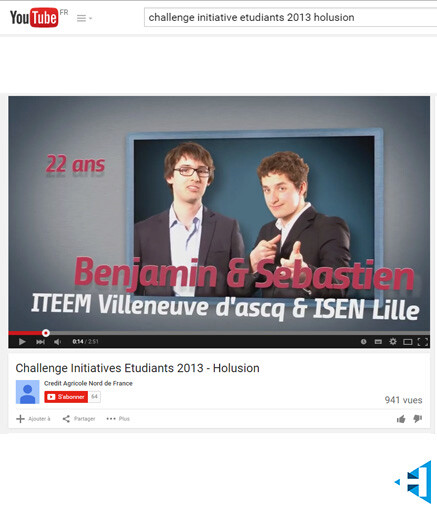 YouTube FR
challenge initiative etudiants 2013 holusion
22 ans
Benjamin & Sebastien
ITEEM Villeneuve d'ascq & ISEN Lille
0:14 / 2:51
Challenge Initiatives Etudiants 2013 - Holusion
Credit Agricole Nord de France
S'abonner 64
941 vues
Ajouter à Partager Plus